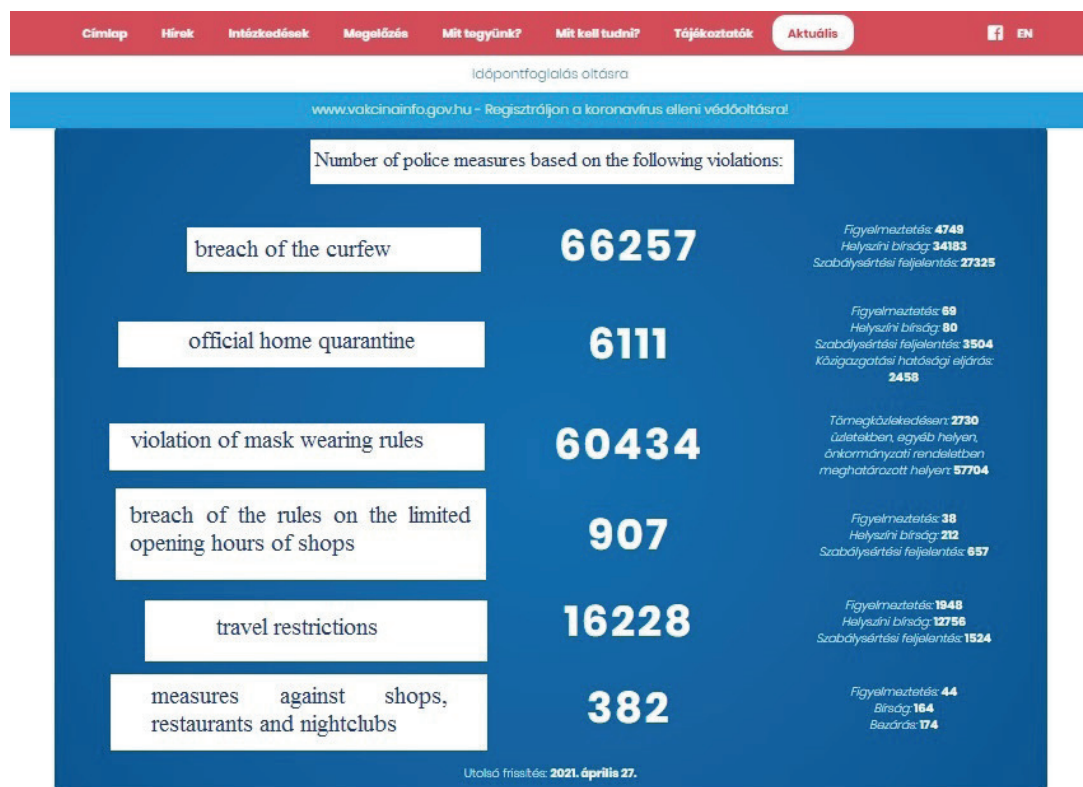 Címlap Hírek Intézkedések Megelőzés Mit tegyünk? Mit kell tudni? Tájékoztatók Aktuális f EN
Időpontfoglalás oltásra
www.vakcinainfo.gov.hu - Regisztráljon a koronavírus elleni védőoltásra!
Number of police measures based on the following violations:
breach of the curfew
66257
Figyelmeztetés: 4749
Helyszíni bírság: 34183
Szabálysértési feljelentés: 27325
official home quarantine
6111
Figyelmeztetés: 69
Helyszíni bírság: 80
Szabálysértési feljelentés: 3504
Közigazgatási hatósági eljárás:
2458
violation of mask wearing rules
60434
Tömegközlekedésen: 2730
üzletekben, egyéb helyen,
önkormányzati rendeletben
meghatározott helyen: 57704
breach of the rules on the limited
opening hours of shops
907
Figyelmeztetés: 38
Helyszíni bírság: 212
Szabálysértési feljelentés: 657
travel restrictions
16228
Figyelmeztetés: 1948
Helyszíni bírság: 12756
Szabálysértési feljelentés: 1524
measures against shops,
restaurants and nightclubs
382
Figyelmeztetés: 44
Bírság: 164
Bezárás: 174
Utolsó frissítés: 2021. április 27.